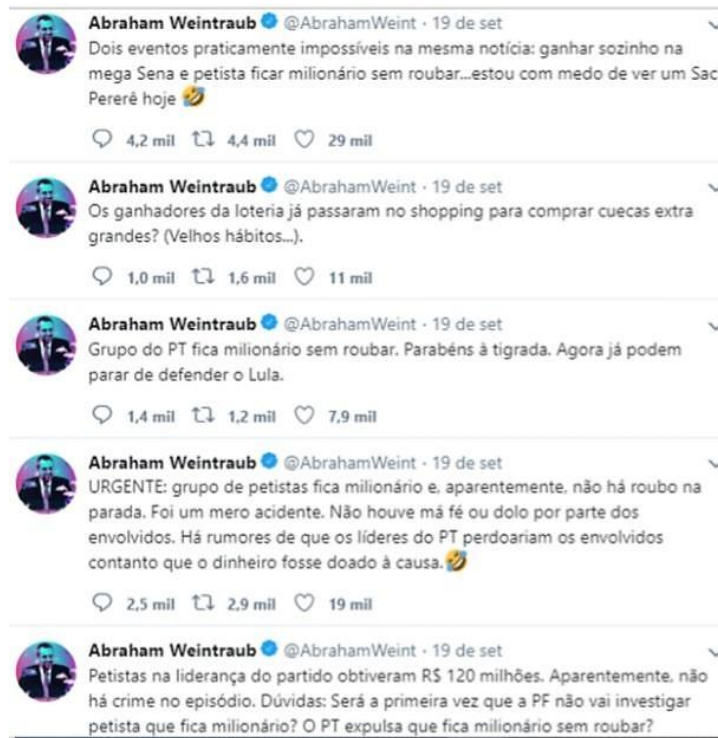 Abraham Weintraub @AbrahamWeint · 19 de set
Dois eventos praticamente impossíveis na mesma notícia: ganhar sozinho na
mega Sena e petista ficar milionário sem roubar...estou com medo de ver um Sac
Pererê hoje 🤣
4,2 mil 4,4 mil 29 mil
Abraham Weintraub @AbrahamWeint · 19 de set
Os ganhadores da loteria já passaram no shopping para comprar cuecas extra
grandes? (Velhos hábitos...).
1,0 mil 1,6 mil 11 mil
Abraham Weintraub @AbrahamWeint · 19 de set
Grupo do PT fica milionário sem roubar. Parabéns à tigrada. Agora já podem
parar de defender o Lula.
1,4 mil 1,2 mil 7,9 mil
Abraham Weintraub @AbrahamWeint · 19 de set
URGENTE: grupo de petistas fica milionário e, aparentemente, não há roubo na
parada. Foi um mero acidente. Não houve má fé ou dolo por parte dos
envolvidos. Há rumores de que os líderes do PT perdoariam os envolvidos
contanto que o dinheiro fosse doado à causa.🤣
2,5 mil 2,9 mil 19 mil
Abraham Weintraub @AbrahamWeint · 19 de set
Petistas na liderança do partido obtiveram R$ 120 milhões. Aparentemente, não
há crime no episódio. Dúvidas: Será a primeira vez que a PF não vai investigar
petista que fica milionário? O PT expulsa que fica milionário sem roubar?